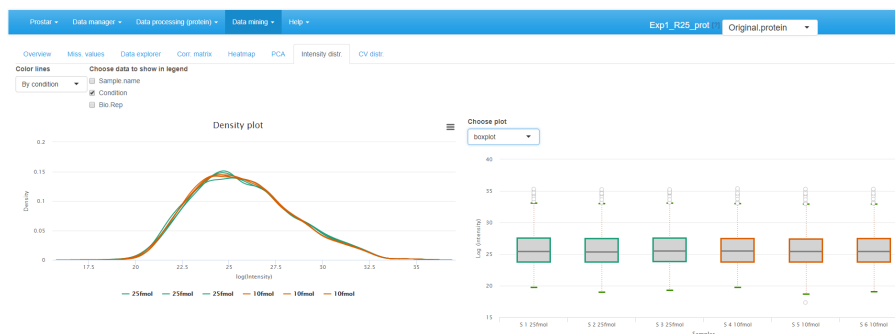 Prostar Data manager Data processing (protein) Data mining Help Exp1_R25_prot Original.protein
Overview Miss. values Data explorer Corr. matrix Heatmap PCA Intensity distr. CV distr.
Color lines Choose data to show in legend
By condition Sample.name
Condition
Bio.Rep
Density plot
Choose plot
boxplot
0.2
0.15
0.1
0.05
0
Density
17.5 20 22.5 25 27.5 30 32.5 35
log(Intensity)
25fmol 25fmol 25fmol 10fmol 10fmol 10fmol
40
35
30
25
20
15
Log (intensity)
S 1 25fmol S 2 25fmol S 3 25fmol S 4 10fmol S 5 10fmol S 6 10fmol
Samples